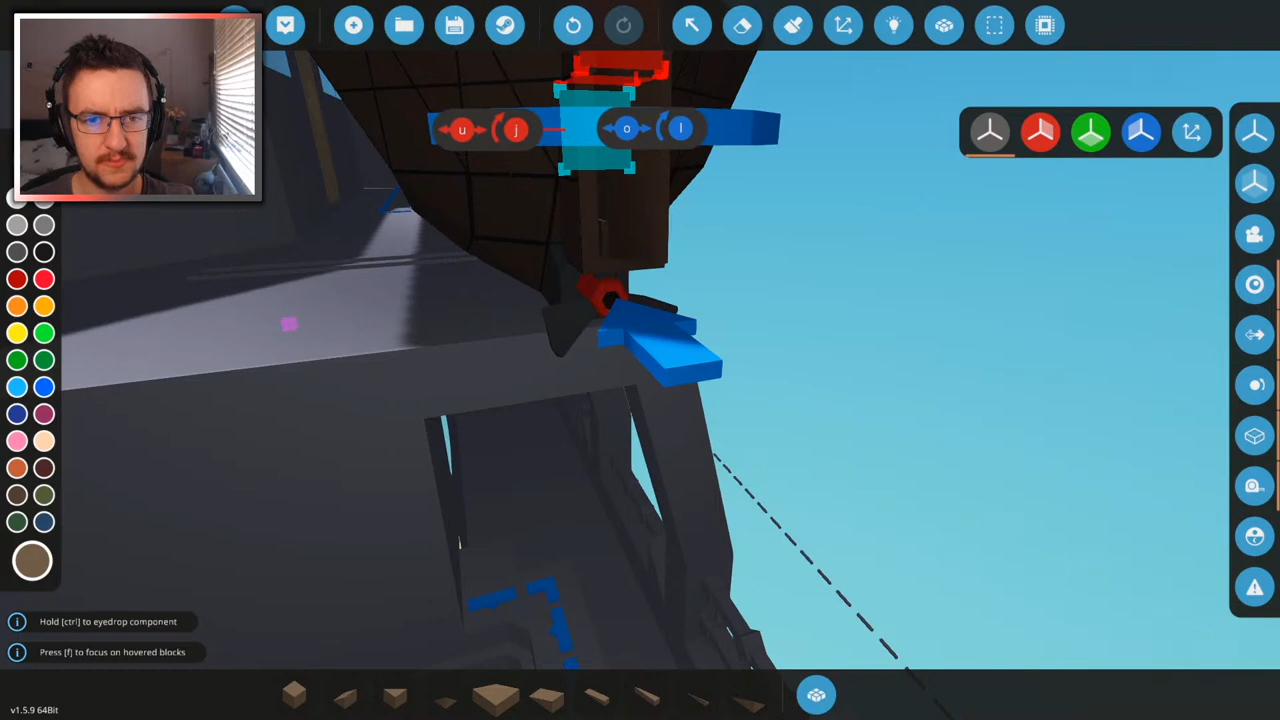 u j o l
Hold [ctrl] to eyedrop component
Press [f] to focus on hovered blocks
v1.5.9 64Bit